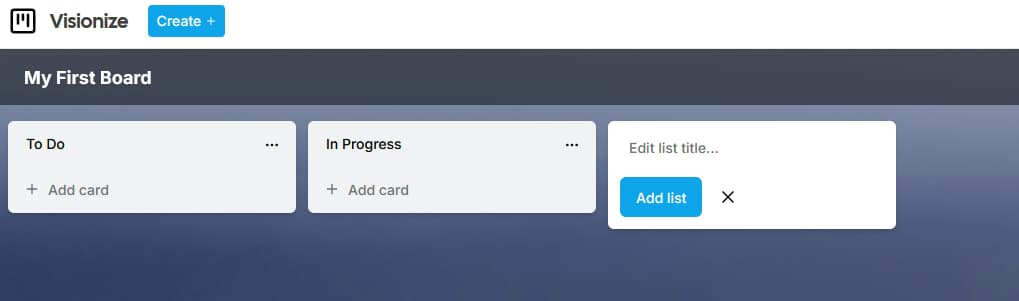 Visionize
Create +
My First Board
To Do
...
+ Add card
In Progress
...
+ Add card
Edit list title...
Add list